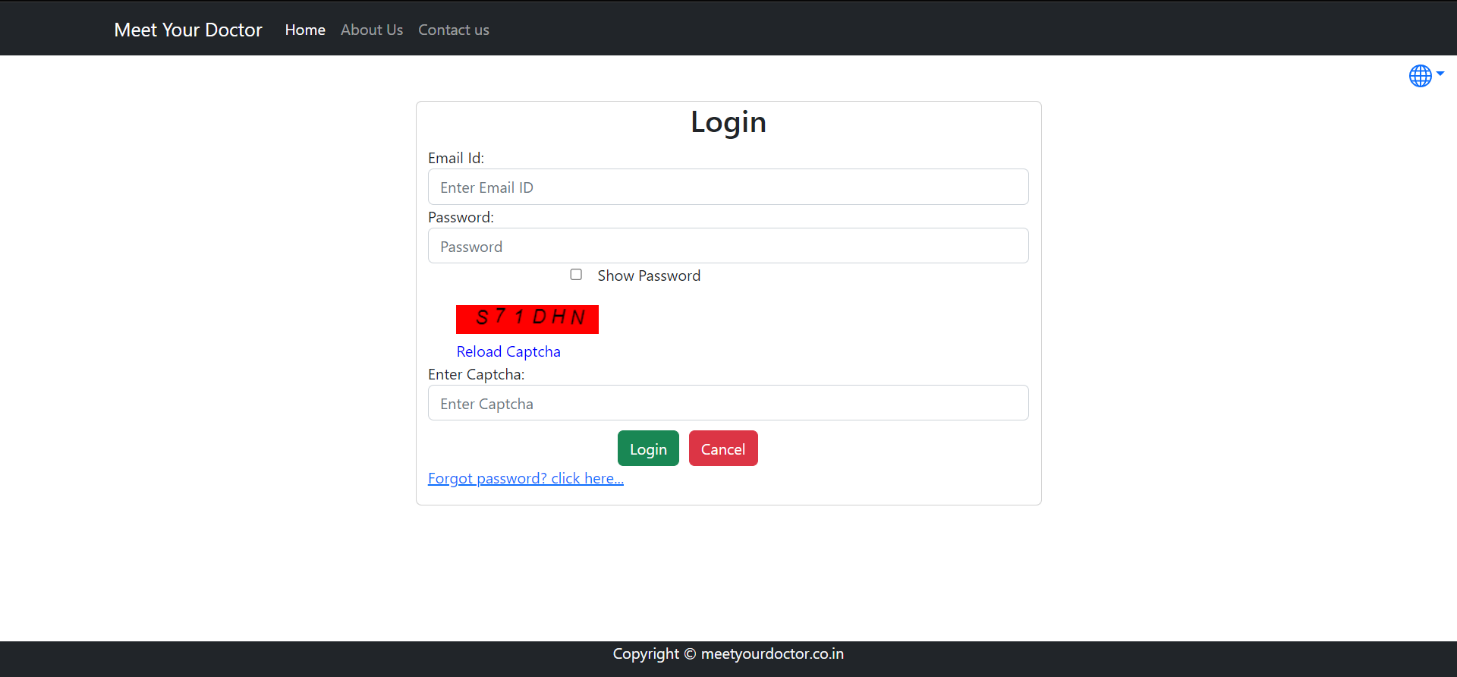 Meet Your Doctor Home About Us Contact us
Login
Email Id:
Enter Email ID
Password:
Password
Show Password
S71DHN
Reload Captcha
Enter Captcha:
Enter Captcha
Login Cancel
Forgot password? click here...
Copyright © meetyourdoctor.co.in